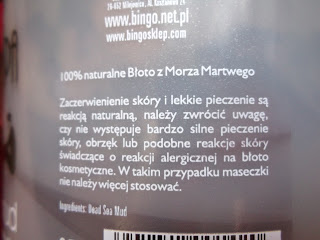 www.bingo.net.pl
www.bingosklep.com
100% naturalne Błoto z Morza Martwego
Zaczerwienienie skóry i lekkie pieczenie są
reakcją naturalną, należy zwrócić uwagę,
czy nie występuje bardzo silne pieczenie
skóry, obrzęk lub podobne reakcje skóry
świadczące o reakcji alergicznej na błoto
kosmetyczne. W takim przypadku maseczki
nie należy więcej stosować.
Ingredients: Dead Sea Mud